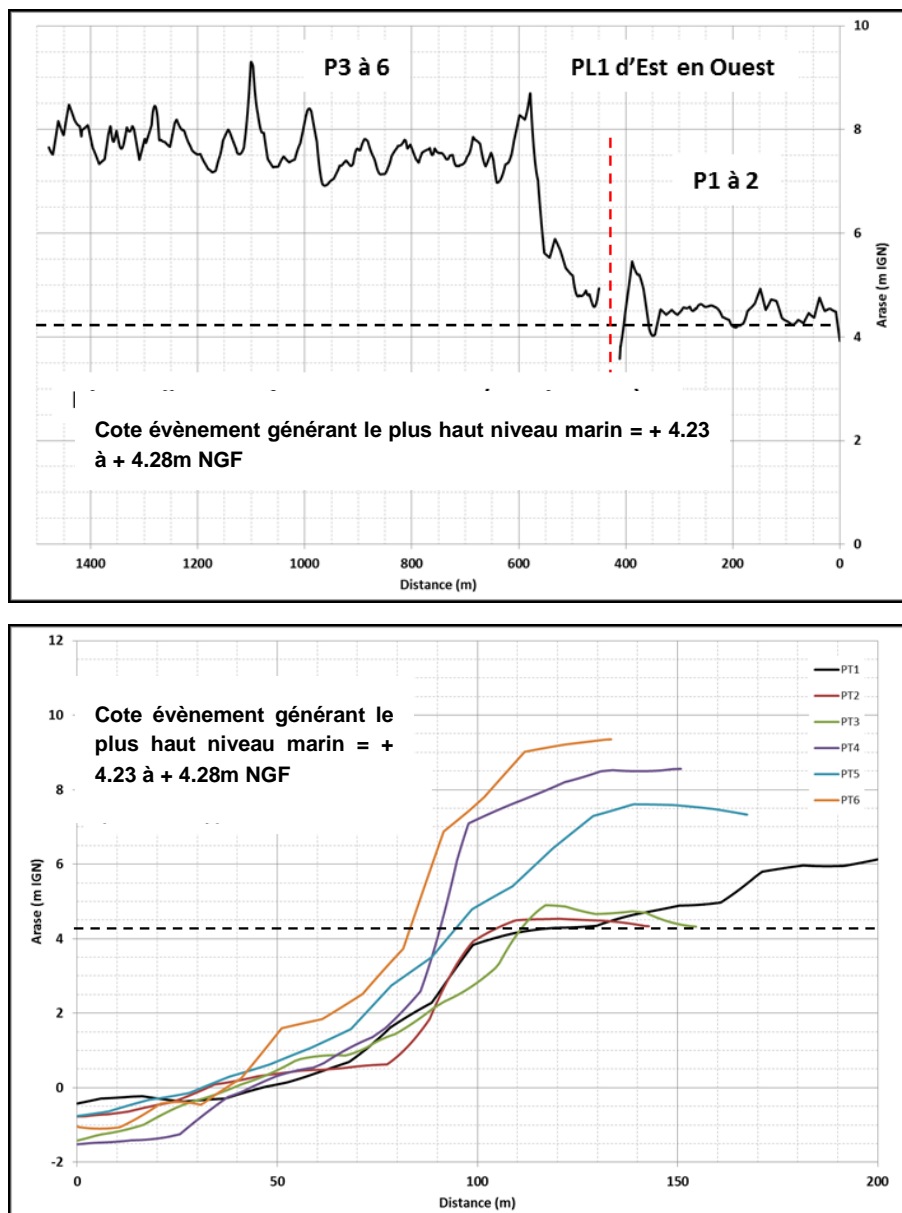 10
P3 à 6
PL1 d'Est en Ouest
8
P1 à 2
6
Arase (m IGN)
4
Cote évènement générant le plus haut niveau marin = + 4.23
à + 4.28m NGF
2
0
1400 1200 1000 800 600 400 200 0
Distance (m)
12
PT1
PT2
PT3
PT4
PT5
PT6
Cote évènement générant le
plus haut niveau marin = +
4.23 à + 4.28m NGF
10
8
6
Arase (m IGN)
4
2
0
-2
0 50 100 150 200
Distance (m)